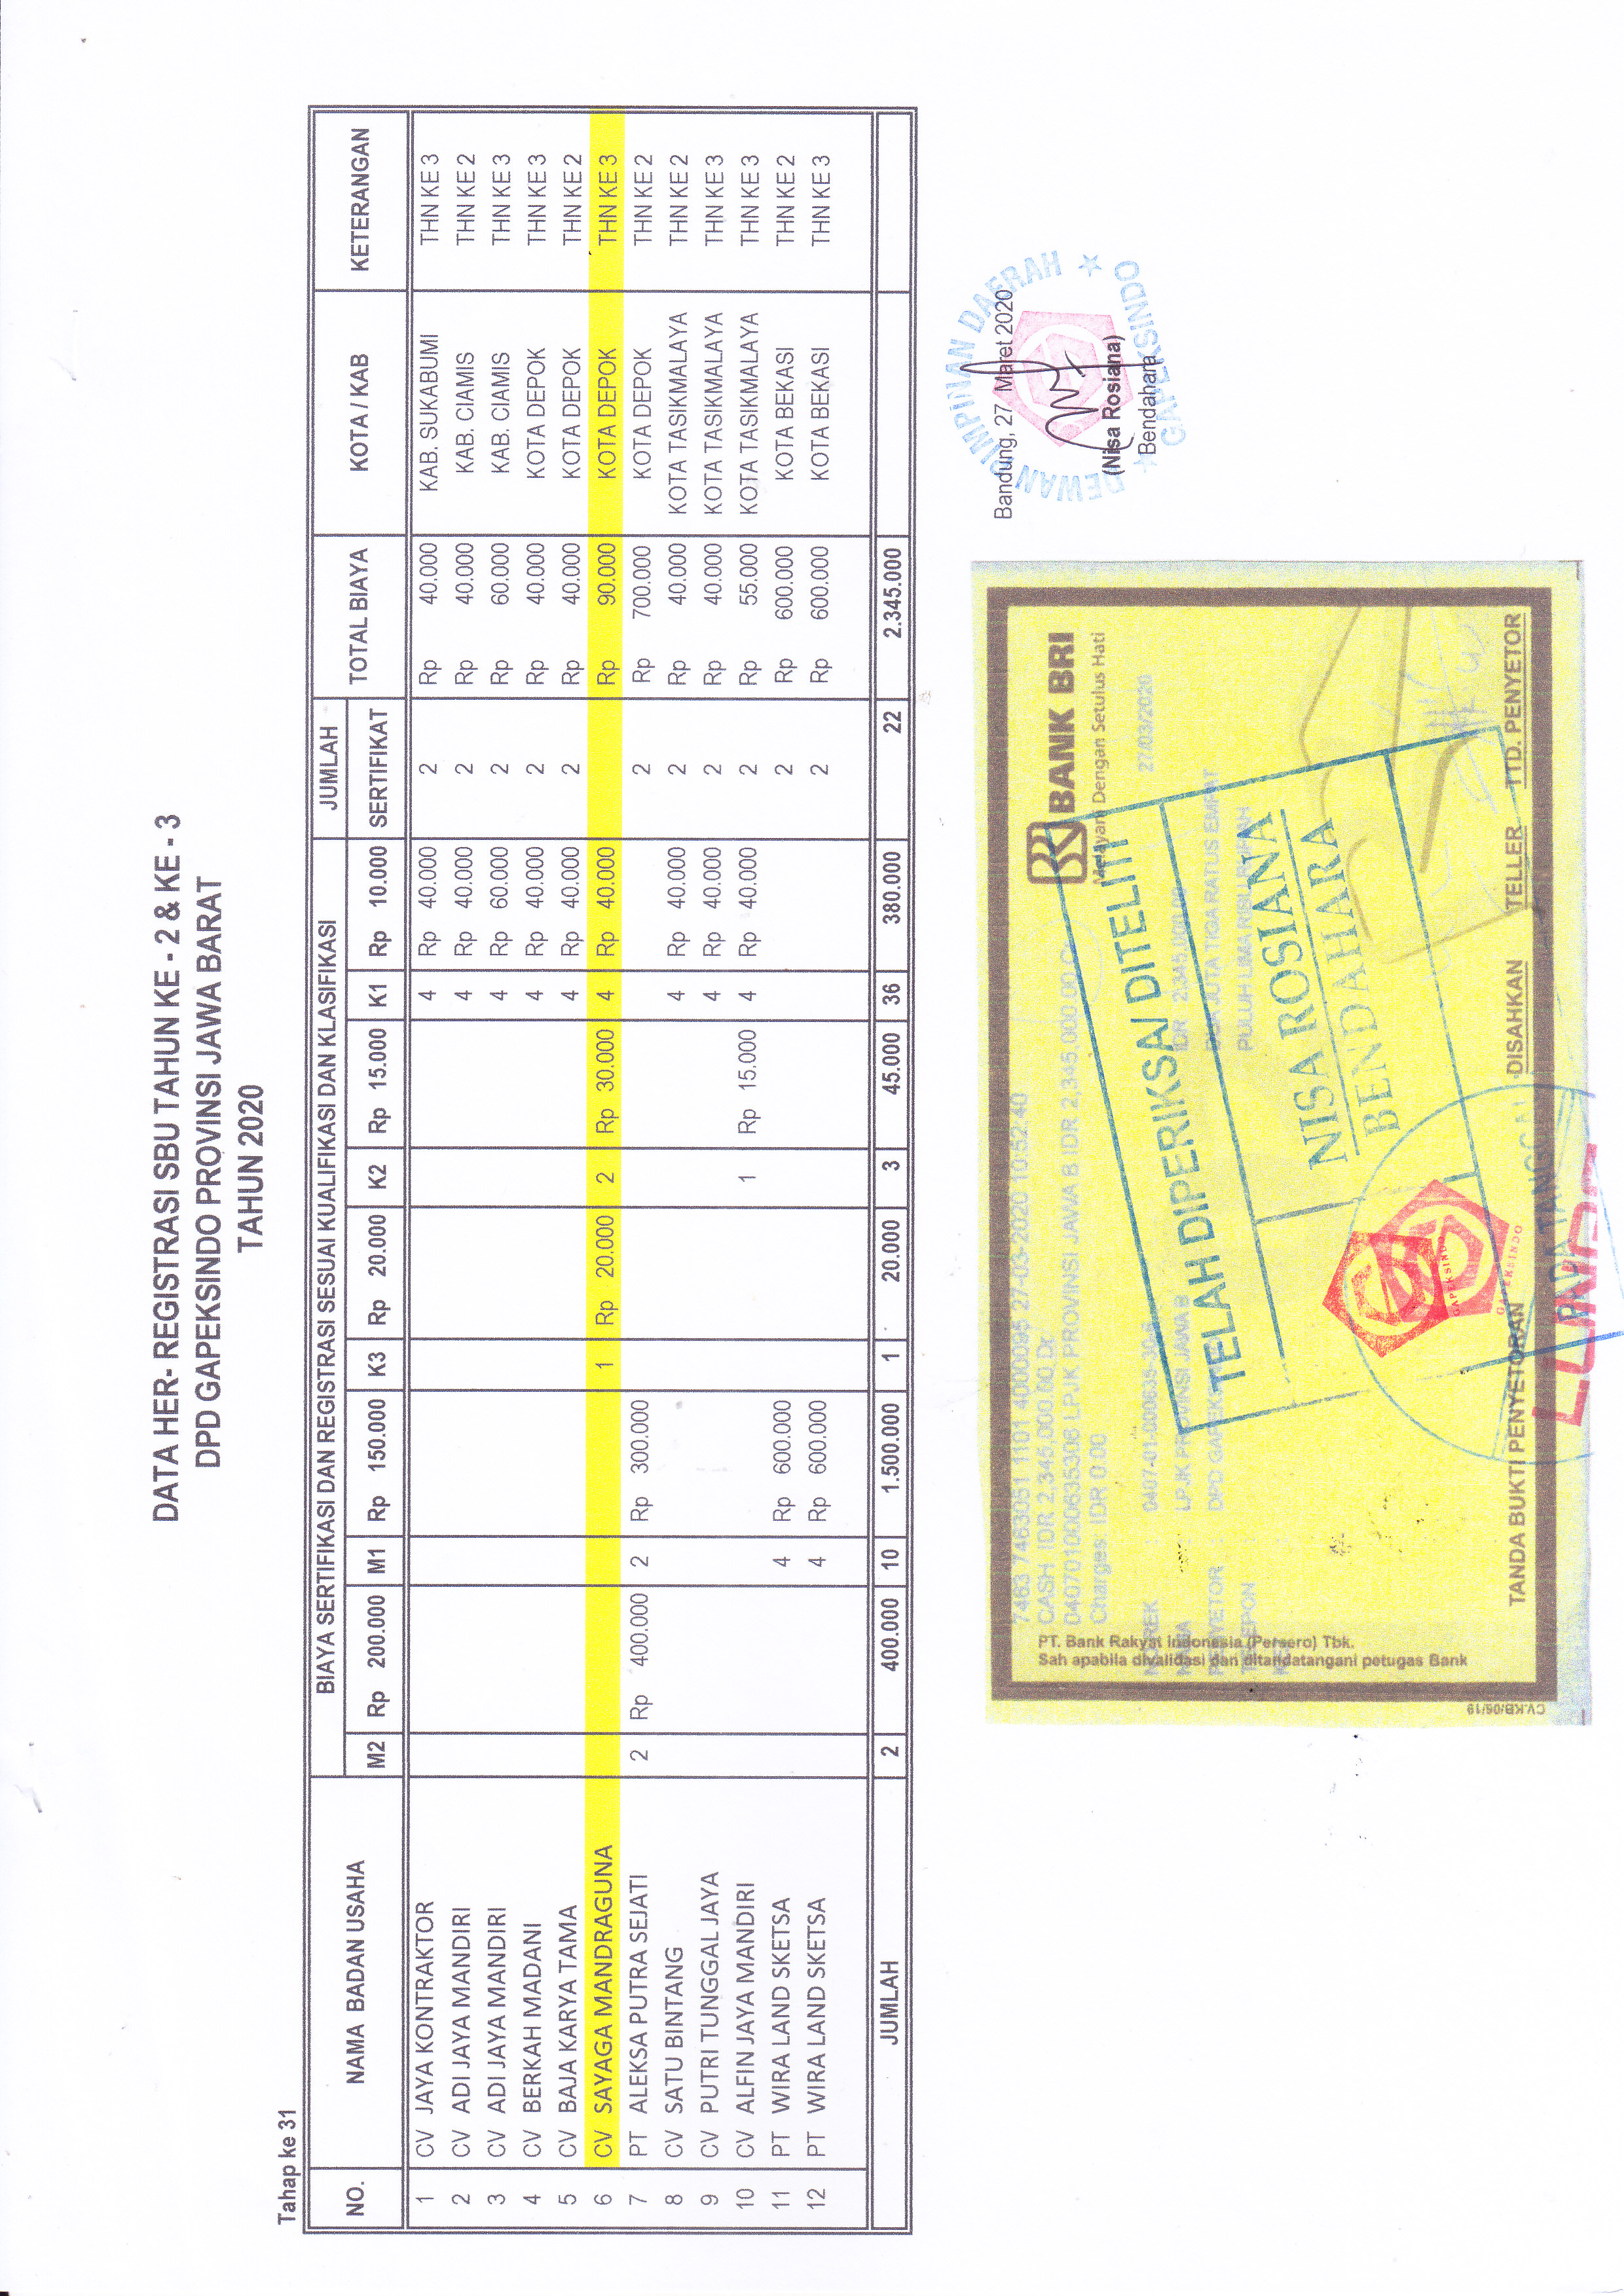 DATA HER- REGISTRASI SBU TAHUN KE - 2 & KE - 3
DPD GAPEKSINDO PROVINSI JAWA BARAT
TAHUN 2020
Tahap ke 31
NO. NAMA BADAN USAHA BIAYA SERTIFIKASI DAN REGISTRASI SESUAI KUALIFIKASI DAN KLASIFIKASI JUMLAH TOTAL BIAYA KOTA / KAB KETERANGAN
M2 Rp 200.000 M1 Rp 150.000 K3 Rp 20.000 K2 Rp 15.000 K1 Rp 10.000 SERTIFIKAT
1 CV JAYA KONTRAKTOR 4 Rp 40.000 2 Rp 40.000 KAB. SUKABUMI THN KE 3
2 CV ADI JAYA MANDIRI 4 Rp 40.000 2 Rp 40.000 KAB. CIAMIS THN KE 2
3 CV ADI JAYA MANDIRI 4 Rp 60.000 2 Rp 60.000 KAB. CIAMIS THN KE 3
4 CV BERKAH MADANI 4 Rp 40.000 2 Rp 40.000 KOTA DEPOK THN KE 3
5 CV BAJA KARYA TAMA 4 Rp 40.000 2 Rp 40.000 KOTA DEPOK THN KE 2
6 CV SAYAGA MANDRAGUNA 1 Rp 20.000 2 Rp 30.000 4 Rp 40.000 Rp 90.000 KOTA DEPOK THN KE 3
7 PT ALEKSA PUTRA SEJATI 2 Rp 400.000 2 Rp 300.000 2 Rp 700.000 KOTA DEPOK THN KE 2
8 CV SATU BINTANG 4 Rp 40.000 2 Rp 40.000 KOTA TASIKMALAYA THN KE 2
9 CV PUTRI TUNGGAL JAYA 4 Rp 40.000 2 Rp 40.000 KOTA TASIKMALAYA THN KE 3
10 CV ALFIN JAYA MANDIRI 1 Rp 15.000 4 Rp 40.000 2 Rp 55.000 KOTA TASIKMALAYA THN KE 3
11 PT WIRA LAND SKETSA 4 Rp 600.000 2 Rp 600.000 KOTA BEKASI THN KE 2
12 PT WIRA LAND SKETSA 4 Rp 600.000 2 Rp 600.000 KOTA BEKASI THN KE 3
JUMLAH 2 400.000 10 1.500.000 1 20.000 3 45.000 36 380.000 22 2.345.000
Bandung, 27 Maret 2020
DEWAN PIMPINAN DAERAH
GAPEKSINDO
(Nisa Rosiana)
Bendahara
BANK BRI
Melayani Dengan Setulus Hati
7463 7463051 1101 4000095 27-03-2020 10:52:40
CASH IDR 2,345,000.00 Dr
040701000635306 LPJK PROVINSI JAWA B IDR 2,345,000.00 C
Charges: IDR 0.00
27/03/2020
LPJK PROVINSI JAWA B
IDR 2,345,000.00
PENYETOR DPD GAPEKS
DUA JUTA TIGA RATUS EMPAT
PULUH LIMA RIBU RUPIAH
PT. Bank Rakyat Indonesia (Persero) Tbk.
Sah apabila divalidasi dan ditandatangani petugas Bank
TELAH DIPERIKSA / DITELITI
NISA ROSIANA
BENDAHARA
GAPEKSINDO
GAPEKSINDO
TANDA BUKTI PENYETORAN DISAHKAN TELLER TTD. PENYETOR
CV.KB/06/19